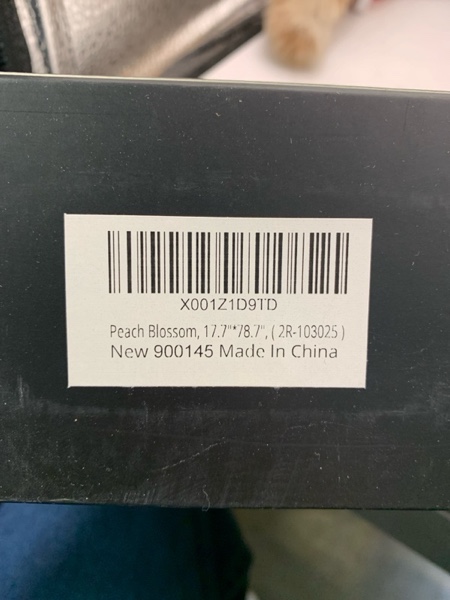 X001Z1D9TD
Peach Blossom, 17.7"*78.7", ( 2R-103025 )
New 900145 Made In China